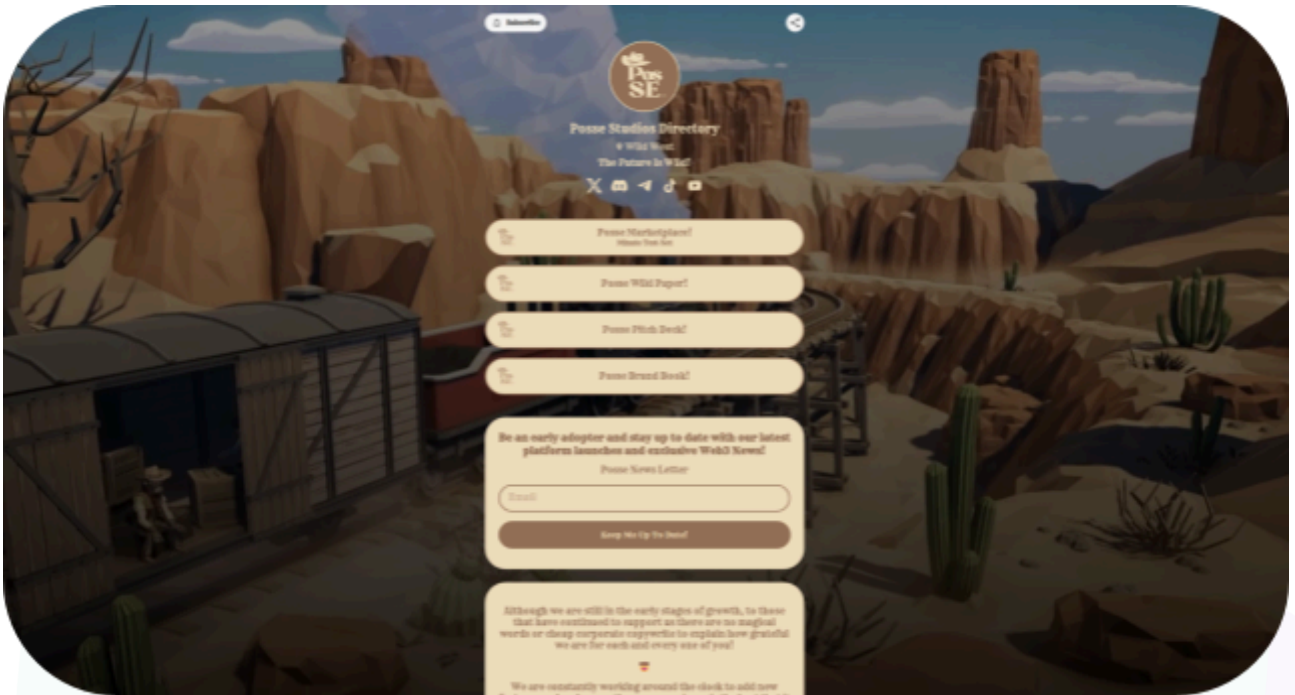 Subscribe
Pos
SE
Posse Studios Directory
Wild West
The Future Is Wild!
Posse Marketplace!
Minute You Get
Posse Wiki Paper!
Posse Pitch Deck!
Posse Brand Book!
Be an early adopter and stay up to date with our latest
platform launches and exclusive Web3 News!
Posse News Letter
Email
Keep Me Up To Date!
Although we are still in the early stages of growth, to those
that have continued to support us there are no magical
words or cheap corporate copywrite to explain how grateful
we are for each and every one of you!
We are constantly working around the clock to add new